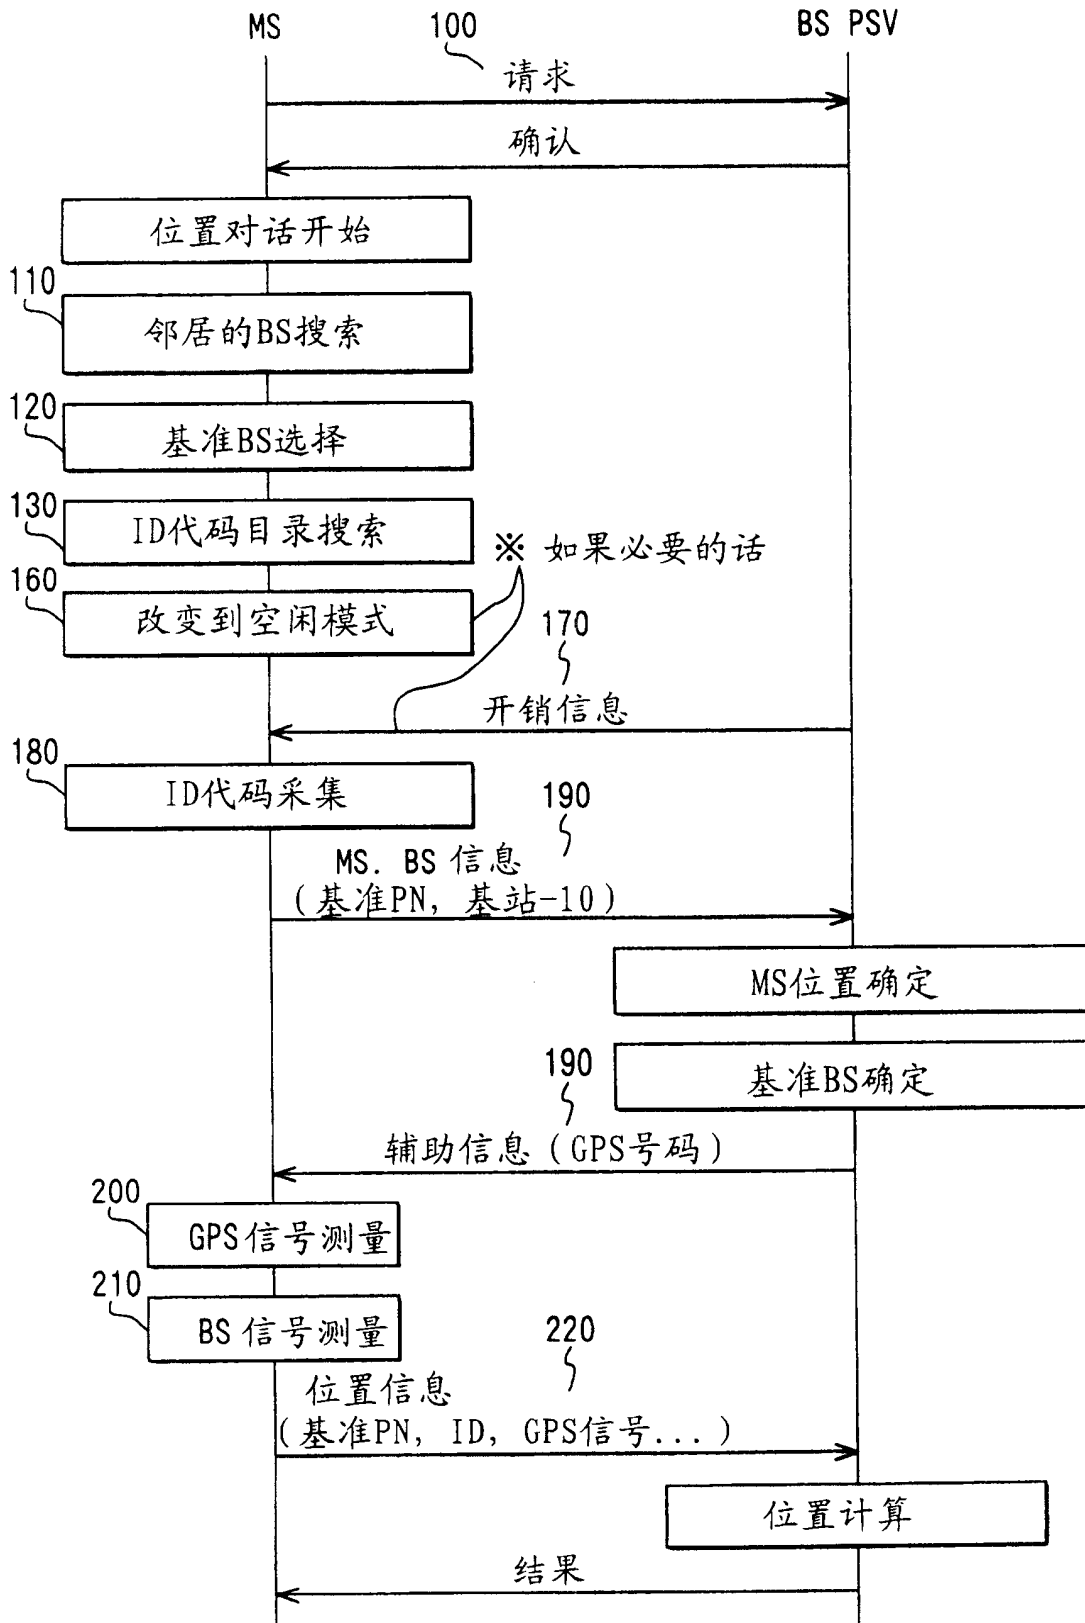 MS
100
BS PSV
请求
确认
位置对话开始
110
邻居的BS搜索
120
基准BS选择
130
ID代码目录搜索
※ 如果必要的话
160
改变到空闲模式
170
开销信息
180
ID代码采集
190
MS. BS 信息
(基准PN, 基站-10)
MS位置确定
190
基准BS确定
辅助信息(GPS号码)
200
GPS信号测量
210
BS信号测量
220
位置信息
(基准PN, ID, GPS信号...)
位置计算
结果